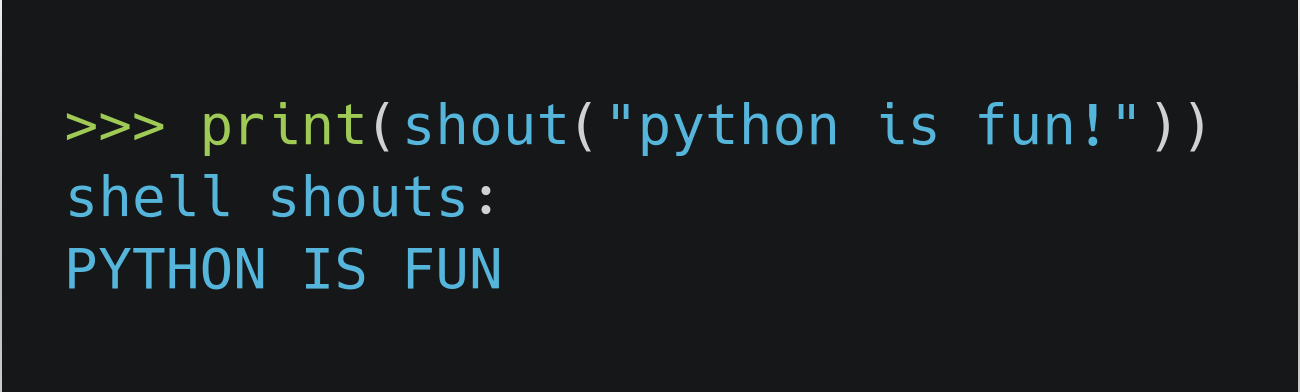 >>> print(shout("python is fun!"))
shell shouts:
PYTHON IS FUN